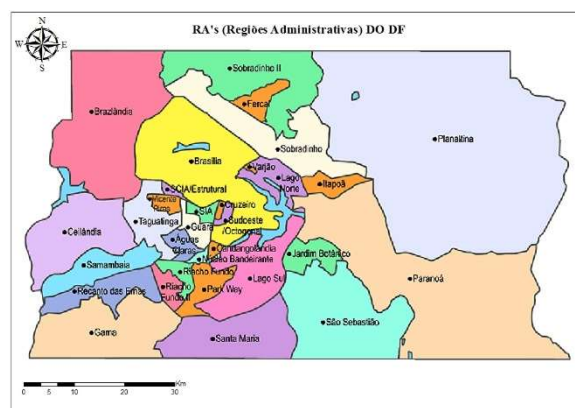 RA's (Regiões Administrativas) DO DF
N
W E
S
Sobradinho II
Fercal
Brazlândia
Planaltina
Sobradinho
Brasília
Varjão
Lago
Norte
Itapoã
SCIA/Estrutural
Vicente
Pires
SIA
Cruzeiro
Taguatinga
Sudoeste
/Octogonal
Guará
Ceilândia
Águas
Claras
Candangolândia
Núcleo Bandeirante
Jardim Botânico
Samambaia
Riacho Fundo
Lago Sul
Paranoá
Recanto das Emas
Riacho
Fundo II
Park Way
São Sebastião
Gama
Santa Maria
0 5 10 20 30
Km